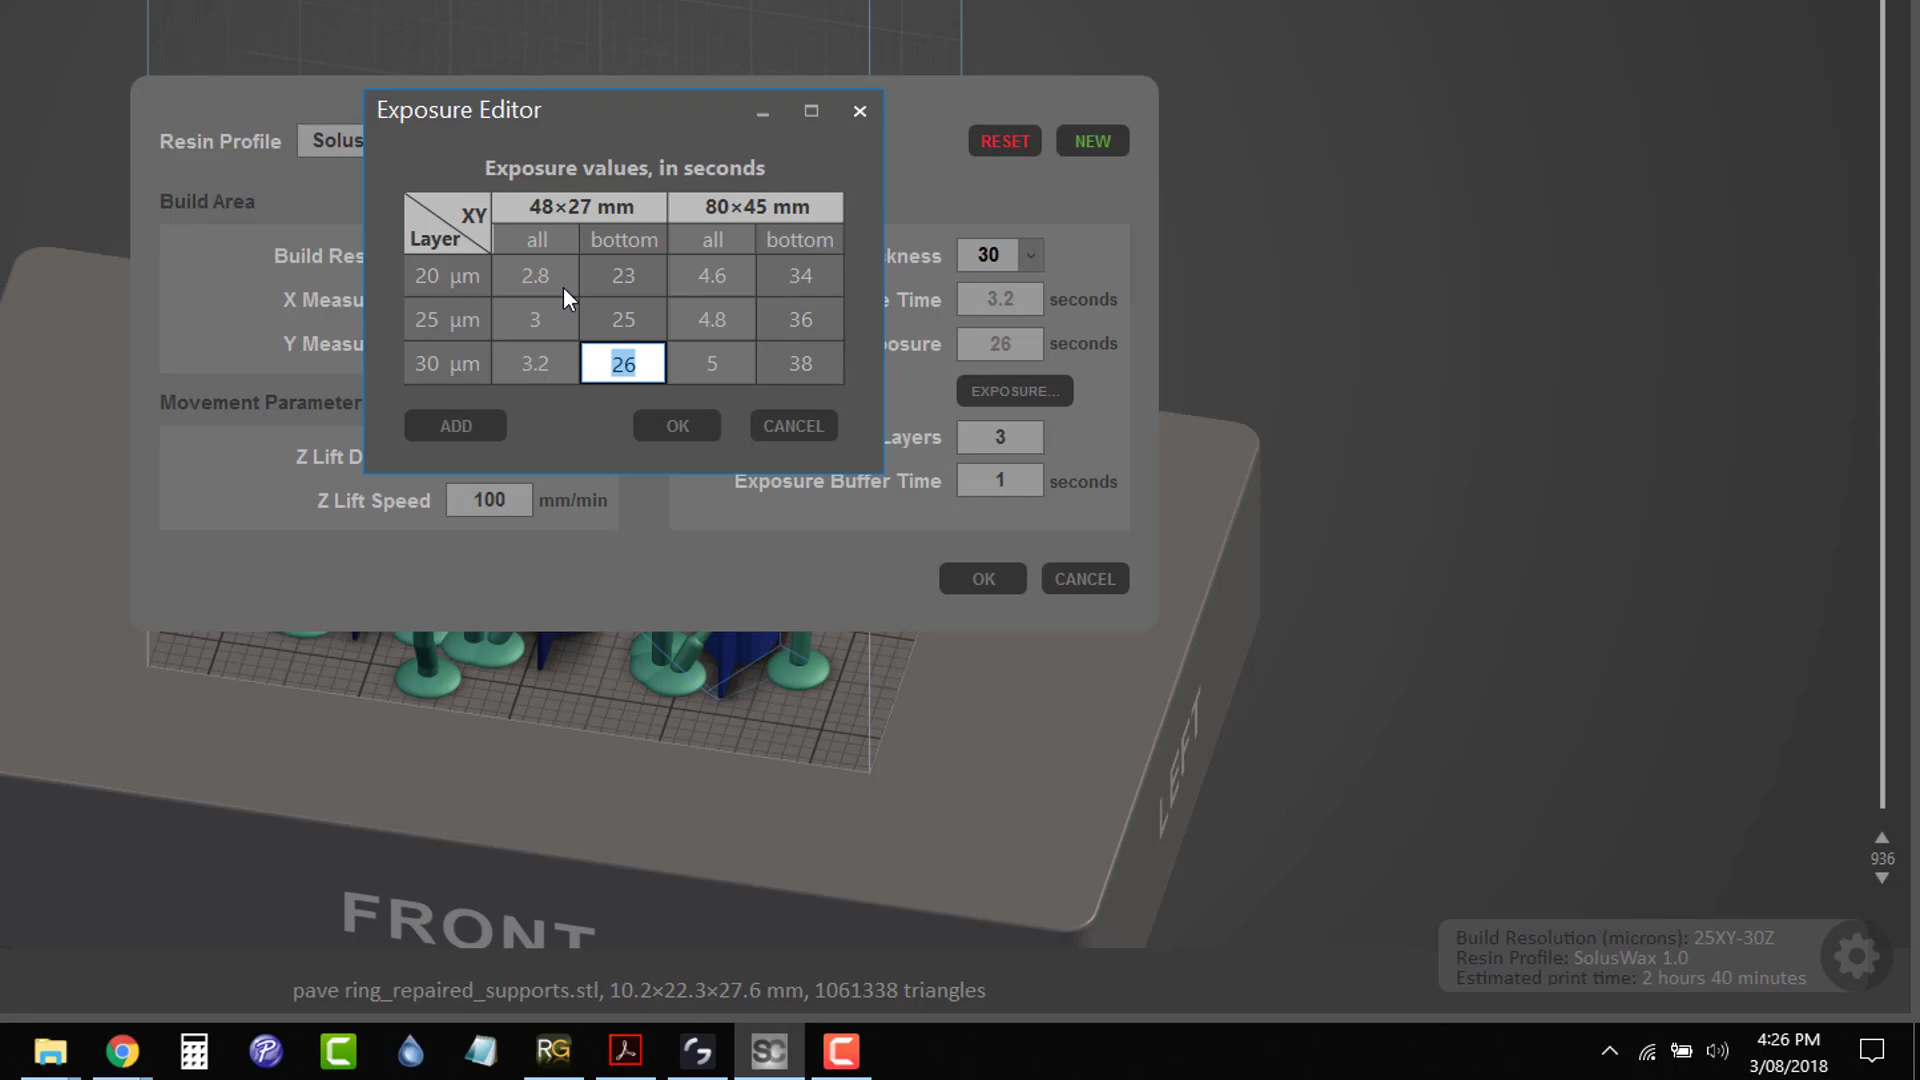 Exposure Editor
Resin Profile
Solus
RESET
NEW
Exposure values, in seconds
XY
Layer
48×27 mm
80×45 mm
all
bottom
all
bottom
20 µm
2.8
23
4.6
34
25 µm
3
25
4.8
36
30 µm
3.2
26
5
38
ADD
OK
CANCEL
Build Area
Build Res
X Measu
Y Measu
kness
30
e Time
3.2
seconds
osure
26
seconds
EXPOSURE...
Layers
3
Exposure Buffer Time
1
seconds
Movement Parameter
Z Lift D
Z Lift Speed
100
mm/min
OK
CANCEL
LEFT
FRONT
936
Build Resolution (microns): 25XY-30Z
Resin Profile: SolusWax 1.0
Estimated print time: 2 hours 40 minutes
pave ring_repaired_supports.stl, 10.2×22.3×27.6 mm, 1061338 triangles
RG
SC
4:26 PM
3/08/2018